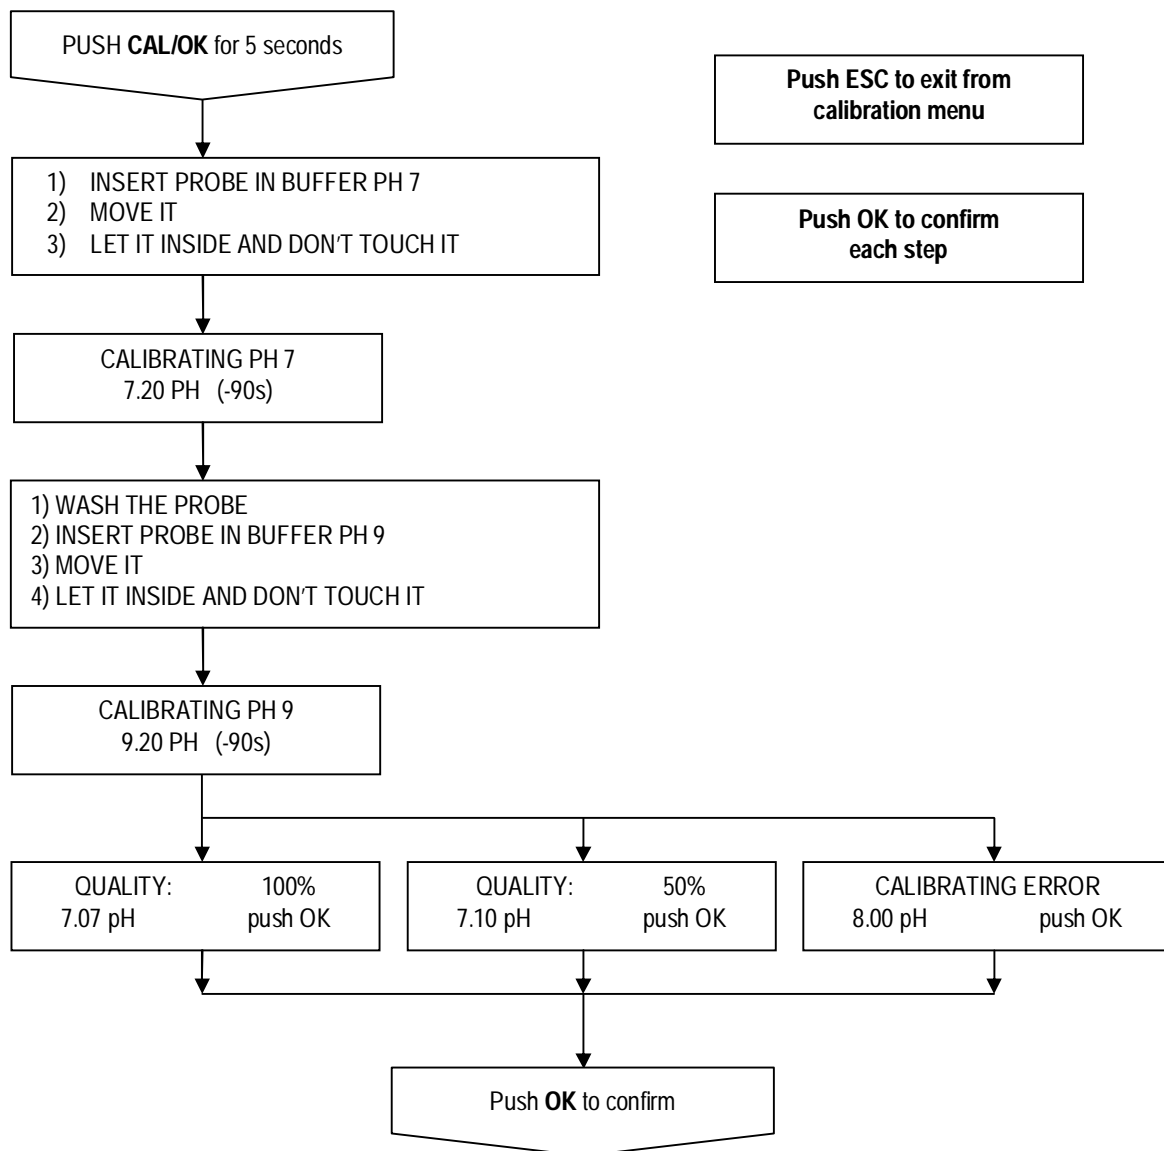 PUSH CAL/OK for 5 seconds
Push ESC to exit from
calibration menu
1) INSERT PROBE IN BUFFER PH 7
2) MOVE IT
3) LET IT INSIDE AND DON'T TOUCH IT
Push OK to confirm
each step
CALIBRATING PH 7
7.20 PH (-90s)
1) WASH THE PROBE
2) INSERT PROBE IN BUFFER PH 9
3) MOVE IT
4) LET IT INSIDE AND DON'T TOUCH IT
CALIBRATING PH 9
9.20 PH (-90s)
QUALITY: 100%
7.07 pH push OK
QUALITY: 50%
7.10 pH push OK
CALIBRATING ERROR
8.00 pH push OK
Push OK to confirm